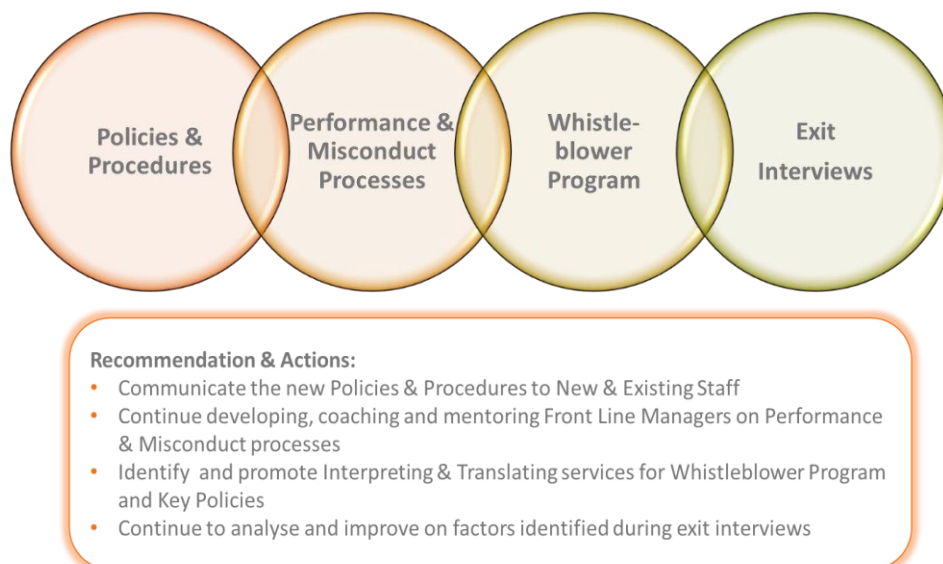 Policies &
Procedures
Performance &
Misconduct
Processes
Whistle-
blower
Program
Exit
Interviews
Recommendation & Actions:
• Communicate the new Policies & Procedures to New & Existing Staff
• Continue developing, coaching and mentoring Front Line Managers on Performance
& Misconduct processes
• Identify and promote Interpreting & Translating services for Whistleblower Program
and Key Policies
• Continue to analyse and improve on factors identified during exit interviews